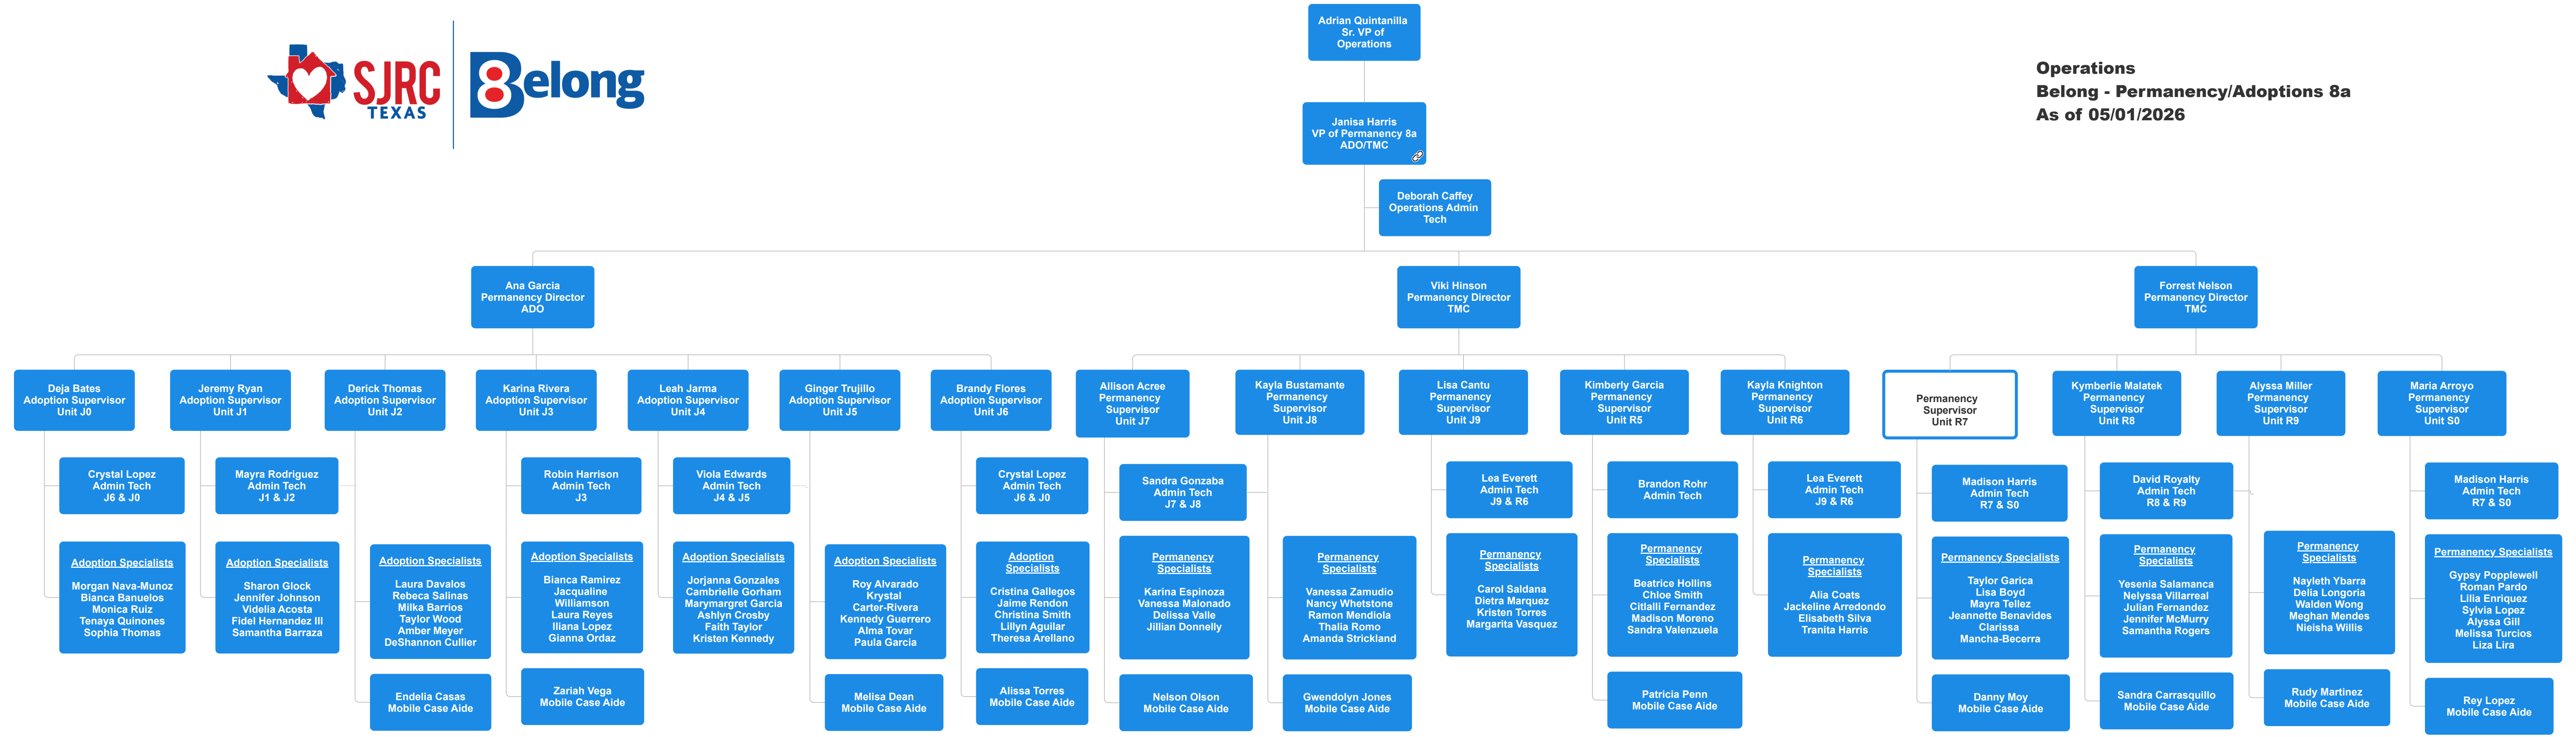 SJRC
TEXAS
Belong
Adrian Quintanilla
Sr. VP of
Operations
Operations
Belong - Permanency/Adoptions 8a
As of 05/01/2026
Janisa Harris
VP of Permanency 8a
ADO/TMC
Deborah Caffey
Operations Admin
Tech
Ana Garcia
Permanency Director
ADO
Viki Hinson
Permanency Director
TMC
Forrest Nelson
Permanency Director
TMC
Deja Bates
Adoption Supervisor
Unit J0
Jeremy Ryan
Adoption Supervisor
Unit J1
Derick Thomas
Adoption Supervisor
Unit J2
Karina Rivera
Adoption Supervisor
Unit J3
Leah Jarma
Adoption Supervisor
Unit J4
Ginger Trujillo
Adoption Supervisor
Unit J5
Brandy Flores
Adoption Supervisor
Unit J6
Allison Acree
Permanency
Supervisor
Unit J7
Kayla Bustamante
Permanency
Supervisor
Unit J8
Lisa Cantu
Permanency
Supervisor
Unit J9
Kimberly Garcia
Permanency
Supervisor
Unit R5
Kayla Knighton
Permanency
Supervisor
Unit R6
Permanency
Supervisor
Unit R7
Kymberlie Malatek
Permanency
Supervisor
Unit R8
Alyssa Miller
Permanency
Supervisor
Unit R9
Maria Arroyo
Permanency
Supervisor
Unit S0
Crystal Lopez
Admin Tech
J6 & J0
Mayra Rodriguez
Admin Tech
J1 & J2
Robin Harrison
Admin Tech
J3
Viola Edwards
Admin Tech
J4 & J5
Crystal Lopez
Admin Tech
J6 & J0
Sandra Gonzaba
Admin Tech
J7 & J8
Lea Everett
Admin Tech
J9 & R6
Brandon Rohr
Admin Tech
Lea Everett
Admin Tech
J9 & R6
Madison Harris
Admin Tech
R7 & S0
David Royalty
Admin Tech
R8 & R9
Madison Harris
Admin Tech
R7 & S0
Adoption Specialists
Morgan Nava-Munoz
Bianca Banuelos
Monica Ruiz
Tenaya Quinones
Sophia Thomas
Adoption Specialists
Sharon Glock
Jennifer Johnson
Videlia Acosta
Fidel Hernandez III
Samantha Barraza
Adoption Specialists
Laura Davalos
Rebeca Salinas
Milka Barrios
Taylor Wood
Amber Meyer
DeShannon Cullier
Adoption Specialists
Bianca Ramirez
Jacqualine
Williamson
Laura Reyes
Iliana Lopez
Gianna Ordaz
Adoption Specialists
Jorjanna Gonzales
Cambrielle Gorham
Marymargret Garcia
Ashlyn Crosby
Faith Taylor
Kristen Kennedy
Adoption Specialists
Roy Alvarado
Krystal
Carter-Rivera
Kennedy Guerrero
Alma Tovar
Paula Garcia
Adoption
Specialists
Cristina Gallegos
Jaime Rendon
Christina Smith
Lillyn Aguilar
Theresa Arellano
Permanency
Specialists
Karina Espinoza
Vanessa Malonado
Delissa Valle
Jillian Donnelly
Permanency
Specialists
Vanessa Zamudio
Nancy Whetstone
Ramon Mendiola
Thalia Romo
Amanda Strickland
Permanency
Specialists
Carol Saldana
Dietra Marquez
Kristen Torres
Margarita Vasquez
Permanency
Specialists
Beatrice Hollins
Chloe Smith
Citlalli Fernandez
Madison Moreno
Sandra Valenzuela
Permanency
Specialists
Alia Coats
Jackeline Arredondo
Elisabeth Silva
Tranita Harris
Permanency Specialists
Taylor Garica
Lisa Boyd
Mayra Tellez
Jeannette Benavides
Clarissa
Mancha-Becerra
Permanency
Specialists
Yesenia Salamanca
Nelyssa Villarreal
Julian Fernandez
Jennifer McMurry
Samantha Rogers
Permanency
Specialists
Nayleth Ybarra
Delia Longoria
Walden Wong
Meghan Mendes
Nieisha Willis
Permanency Specialists
Gypsy Popplewell
Roman Pardo
Lilia Enriquez
Sylvia Lopez
Alyssa Gill
Melissa Turcios
Liza Lira
Endelia Casas
Mobile Case Aide
Zariah Vega
Mobile Case Aide
Melisa Dean
Mobile Case Aide
Alissa Torres
Mobile Case Aide
Nelson Olson
Mobile Case Aide
Gwendolyn Jones
Mobile Case Aide
Patricia Penn
Mobile Case Aide
Danny Moy
Mobile Case Aide
Sandra Carrasquillo
Mobile Case Aide
Rudy Martinez
Mobile Case Aide
Rey Lopez
Mobile Case Aide